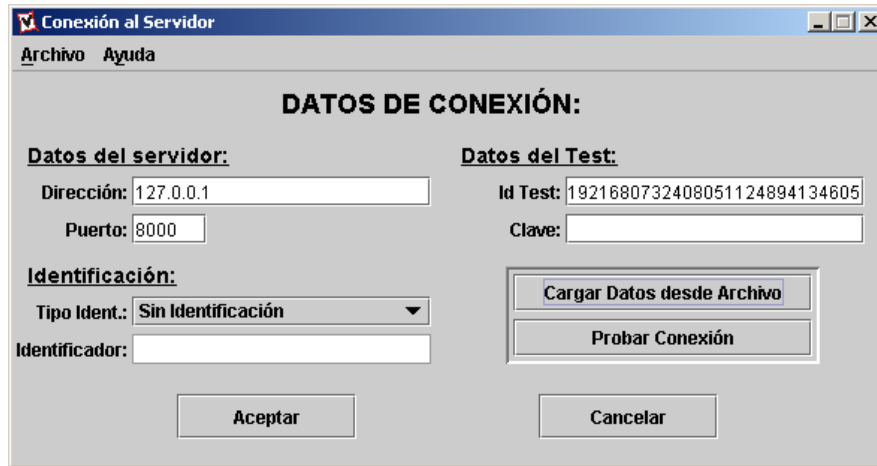 Conexión al Servidor
Archivo Ayuda
DATOS DE CONEXIÓN:
Datos del servidor:
Dirección: 127.0.0.1
Puerto: 8000
Identificación:
Tipo Ident.: Sin Identificación
Identificador:
Datos del Test:
Id Test: 1921680732408051124894134605
Clave:
Cargar Datos desde Archivo
Probar Conexión
Aceptar
Cancelar